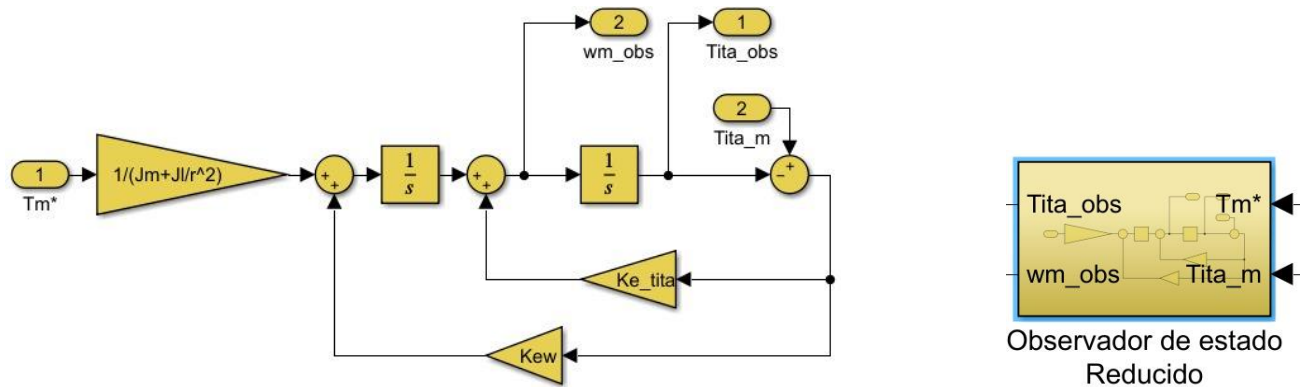 2
wm_obs
1
Tita_obs
2
Tita_m
1
Tm*
1/(Jm+Jl/r^2)
+
+
1
s
+
+
1
s
+
−
Ke_tita
Kew
Tita_obs
Tm*
wm_obs
Tita_m
Observador de estado
Reducido